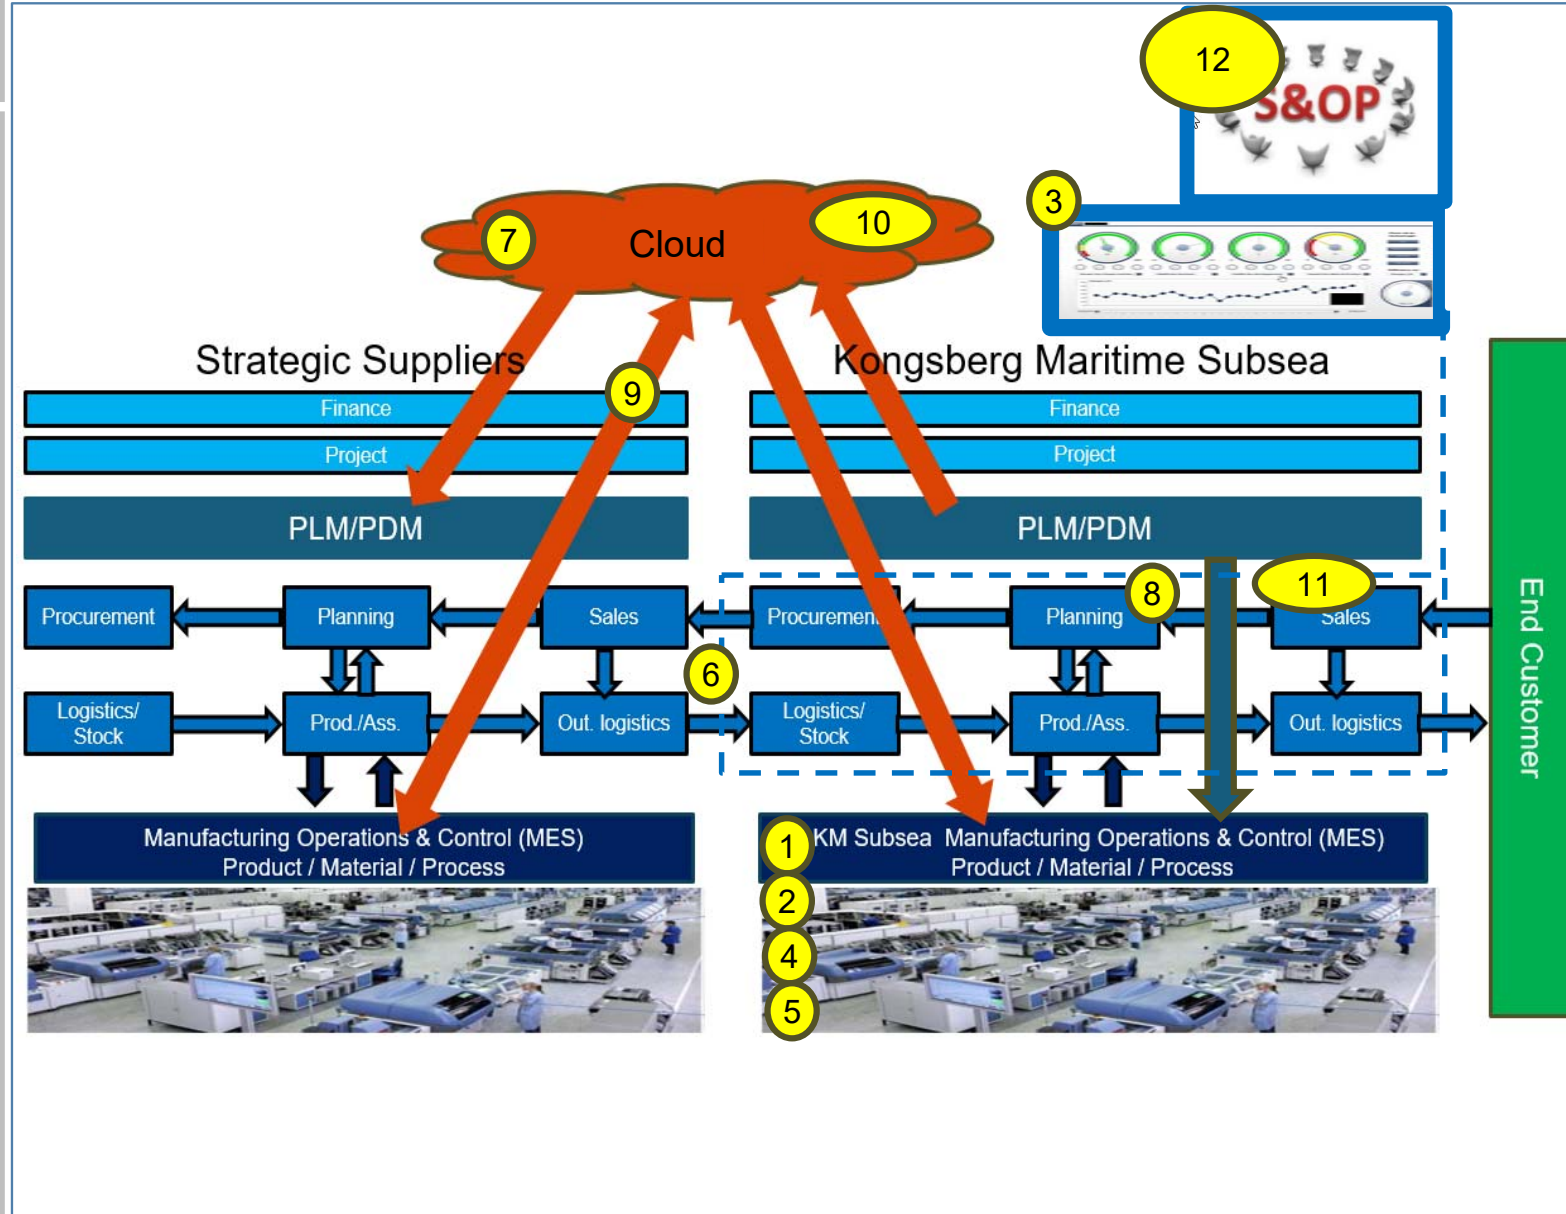 12
S&OP
3
7
Cloud
10
Strategic Suppliers
Kongsberg Maritime Subsea
9
Finance
Finance
Project
Project
PLM/PDM
PLM/PDM
Procurement
Planning
Sales
Procurement
Planning
8
11
Sales
6
Logistics/
Stock
Prod./Ass.
Out. logistics
Logistics/
Stock
Prod./Ass.
Out. logistics
End Customer
Manufacturing Operations & Control (MES)
Product / Material / Process
1
KM Subsea Manufacturing Operations & Control (MES)
Product / Material / Process
2
4
5